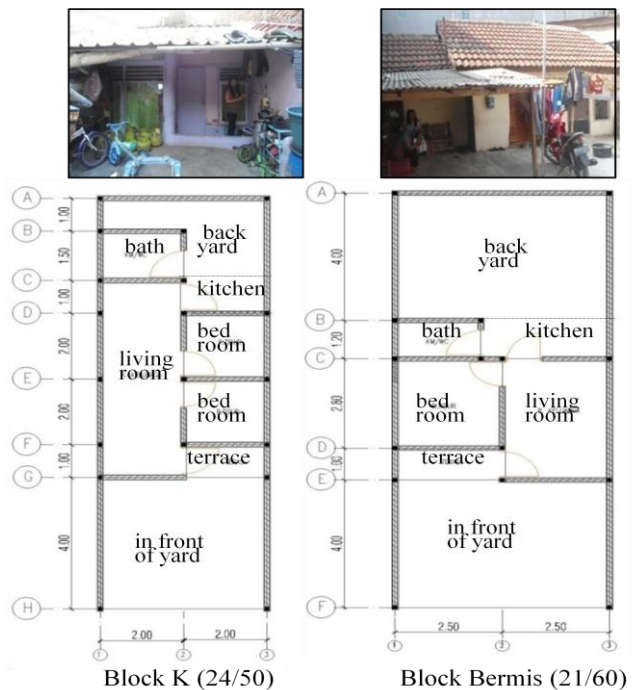 A
1.00
B
bath
back
yard
1.50
C
kitchen
1.00
D
bed
room
2.00
living
room
E
bed
room
2.00
F
terrace
1.00
G
in front
of yard
4.00
H
2.00
2.00
1
2
3
Block K (24/50)
A
back
yard
4.00
B
bath
kitchen
KM/WC
1.20
C
bed
room
living
room
2.80
D
terrace
1.00
E
in front
of yard
4.00
F
2.50
2.50
1
2
3
Block Bermis (21/60)